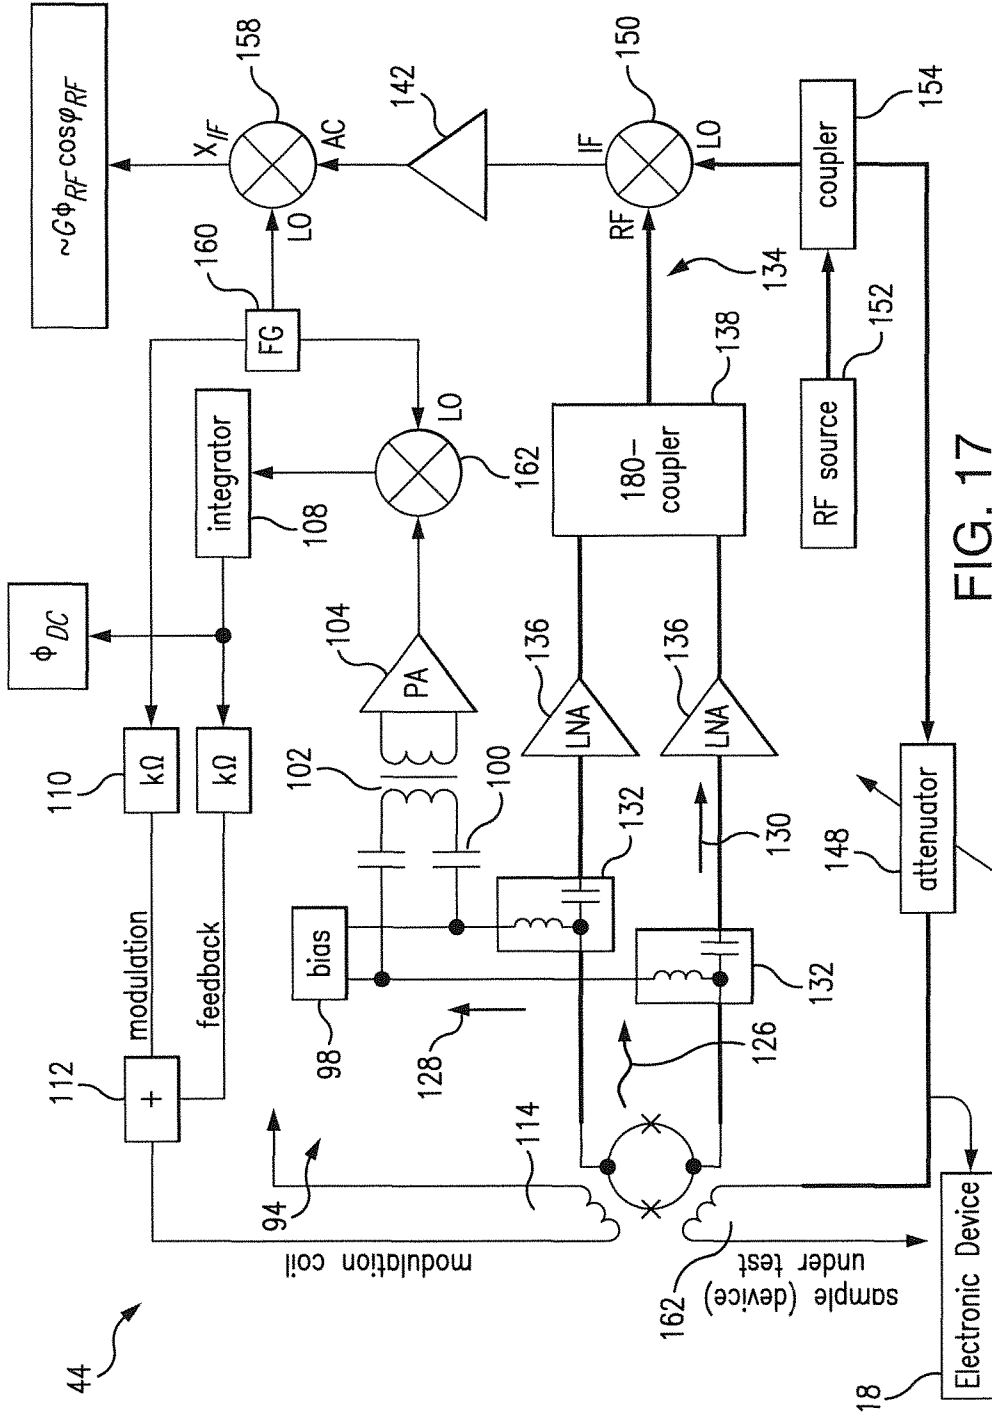 44
112
+
modulation
feedback
110
kΩ
kΩ
ϕDC
integrator
108
FG
160
~GϕRFcosφRF
XIF
158
LO
AC
142
IF
150
RF
LO
134
coupler
154
RF source
152
LO
162
PA
104
102
100
bias
98
94
128
114
modulation coil
126
132
132
130
LNA
136
LNA
136
180–
coupler
138
attenuator
148
sample (device)
under test
162
Electronic Device
18
FIG. 17